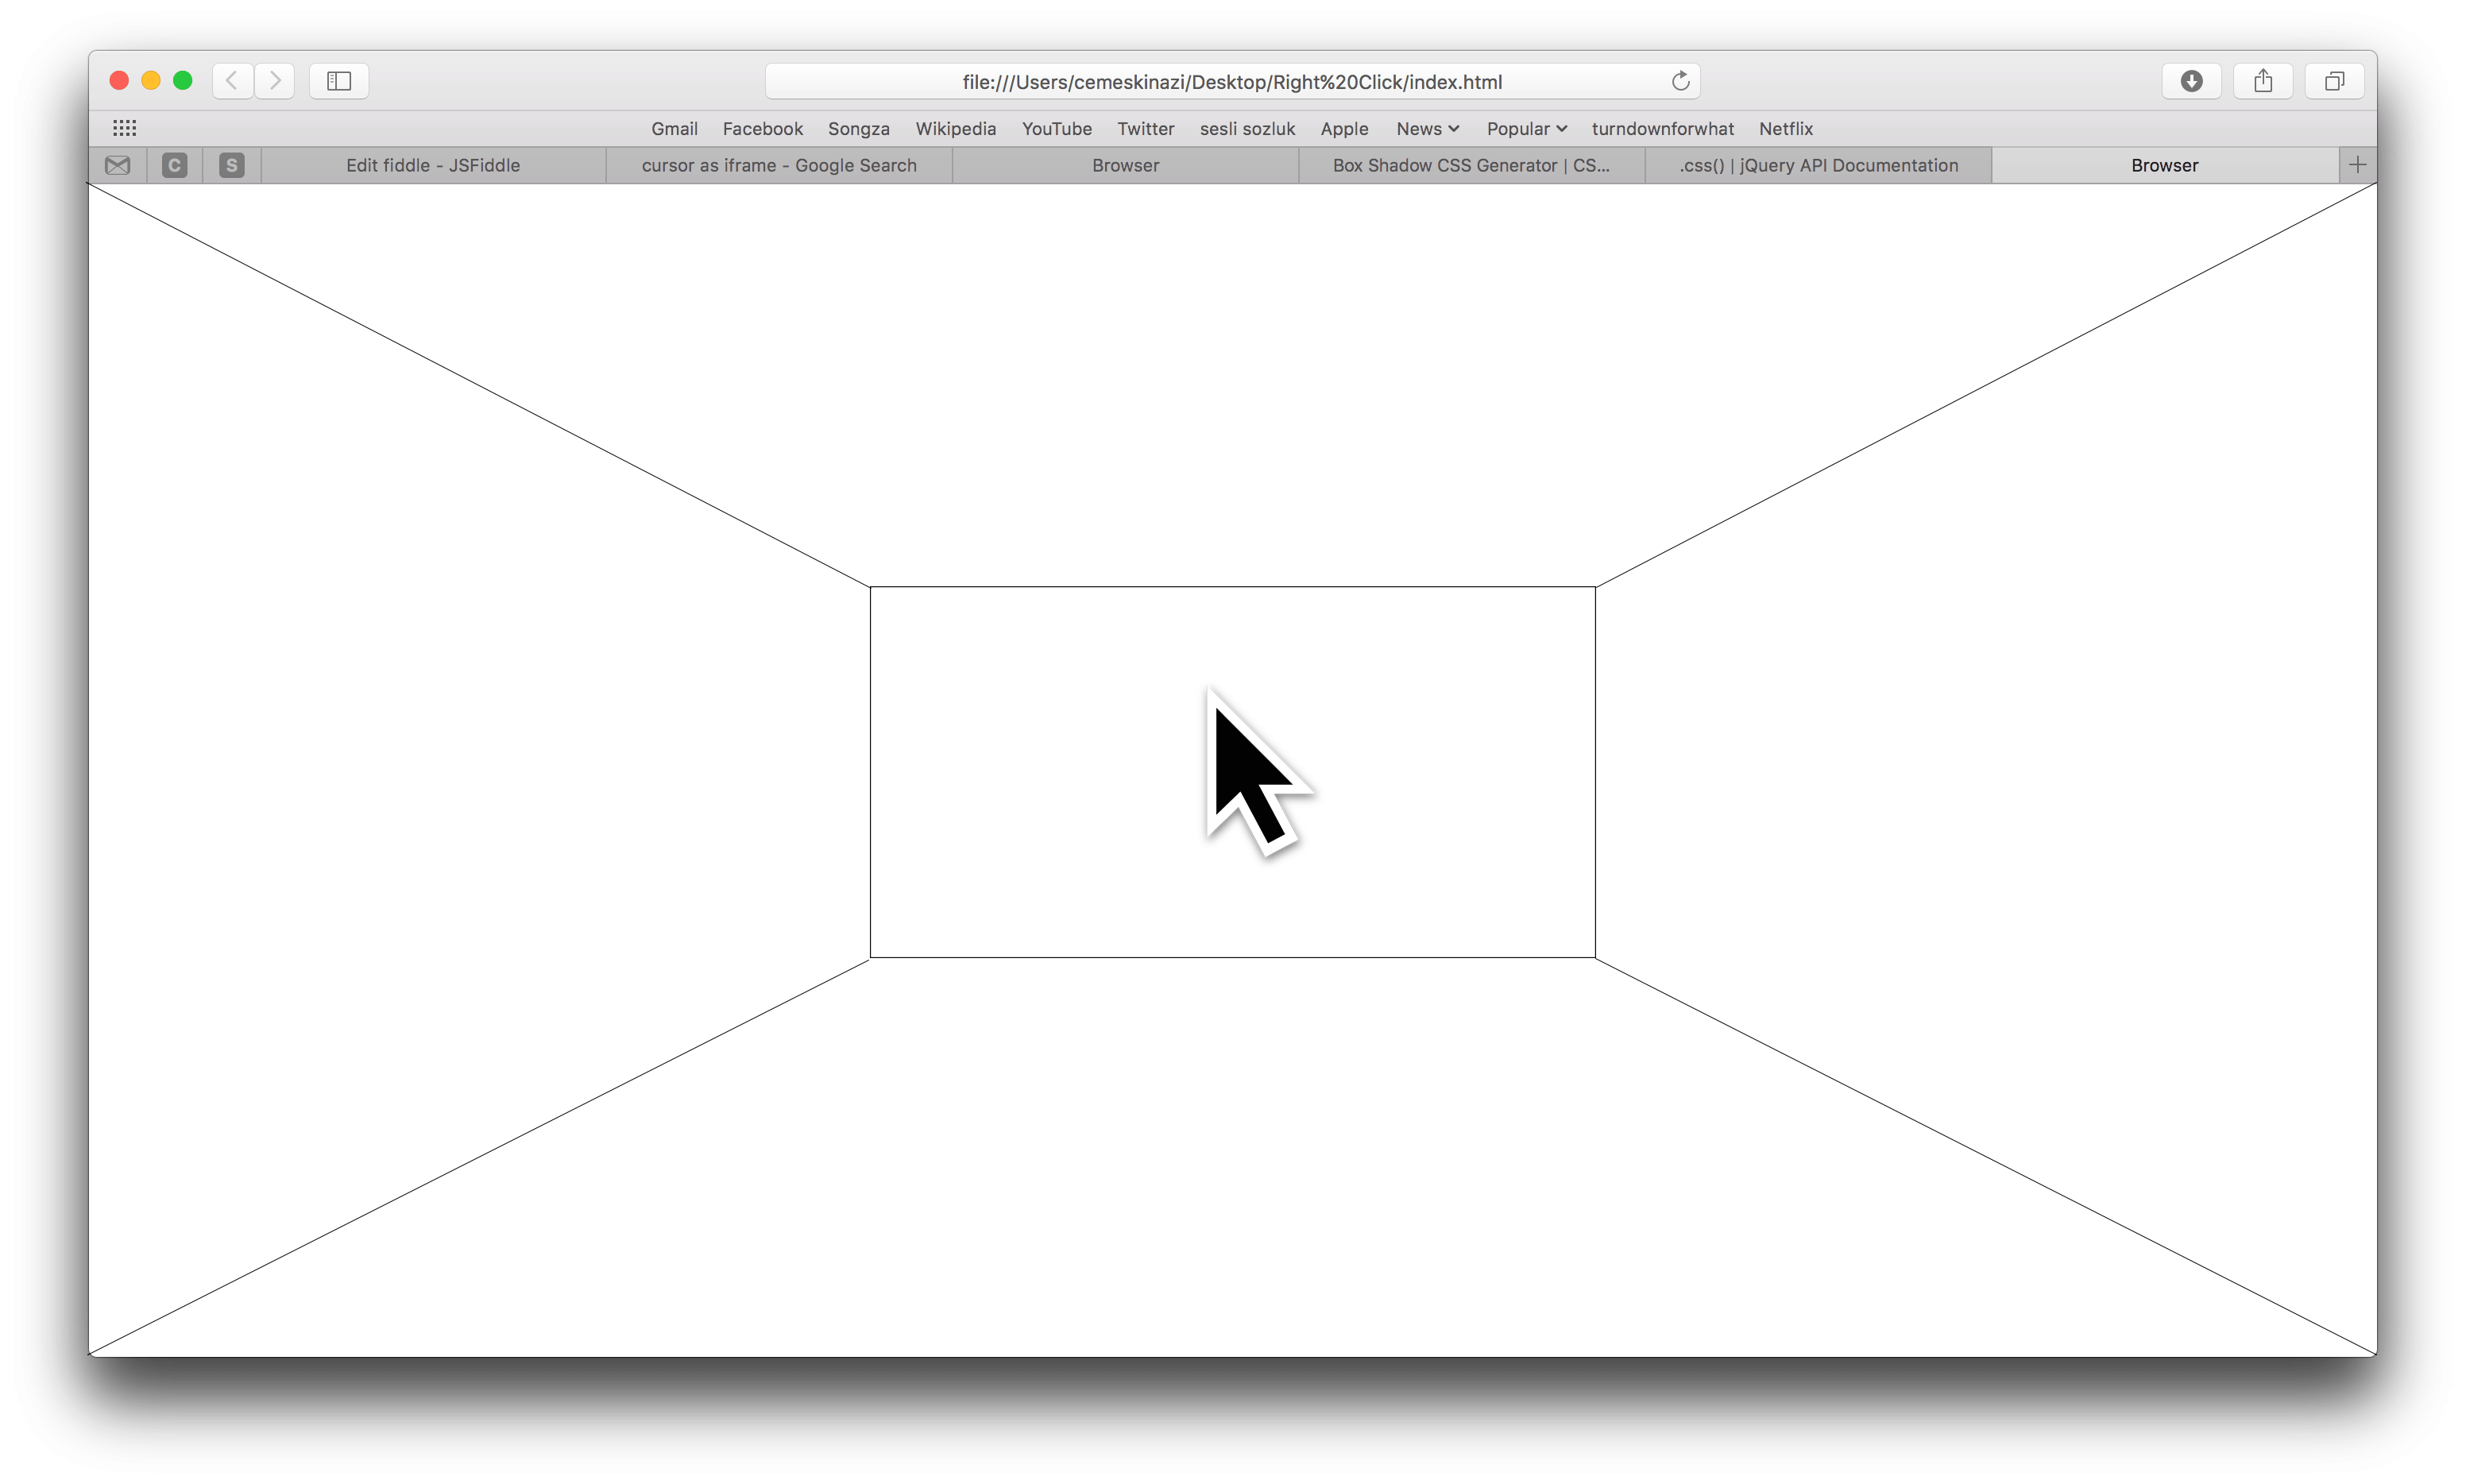 file:///Users/cemeskinazi/Desktop/Right%20Click/index.html
Gmail Facebook Songza Wikipedia YouTube Twitter sesli sozluk Apple News Popular turndownforwhat Netflix
C S Edit fiddle - JSFiddle cursor as iframe - Google Search Browser Box Shadow CSS Generator | CS... .css() | jQuery API Documentation Browser